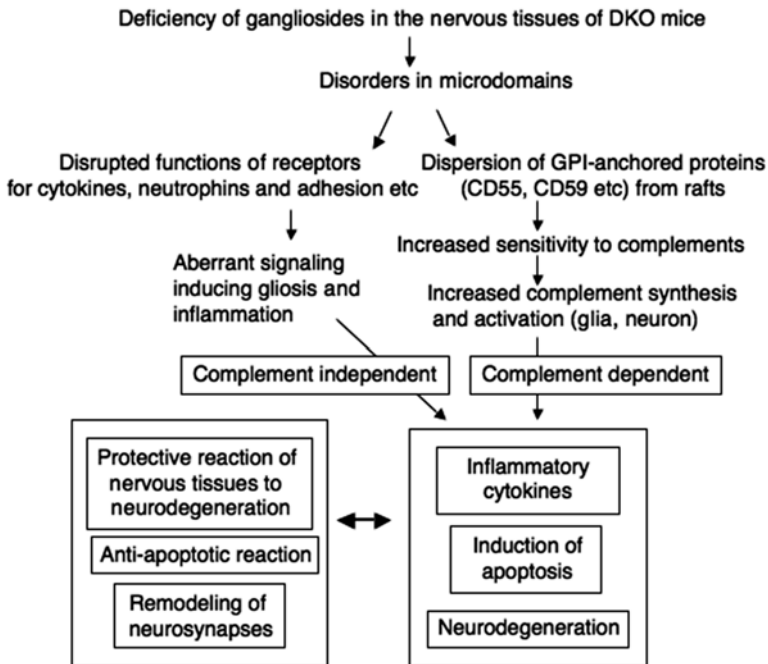 Deficiency of gangliosides in the nervous tissues of DKO mice
Disorders in microdomains
Disrupted functions of receptors
for cytokines, neutrophins and adhesion etc
Dispersion of GPI-anchored proteins
(CD55, CD59 etc) from rafts
Increased sensitivity to complements
Aberrant signaling
inducing gliosis and
inflammation
Increased complement synthesis
and activation (glia, neuron)
Complement independent
Complement dependent
Protective reaction of
nervous tissues to
neurodegeneration
Anti-apoptotic reaction
Remodeling of
neurosynapses
Inflammatory
cytokines
Induction of
apoptosis
Neurodegeneration